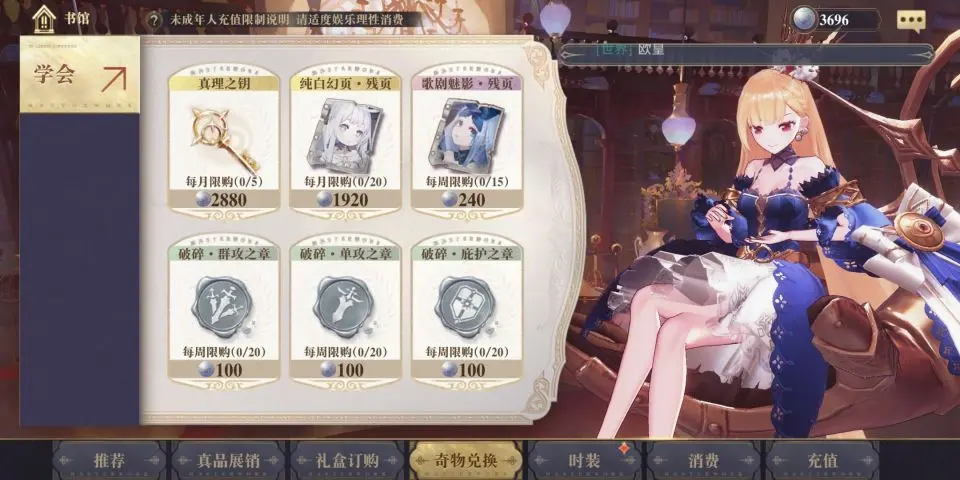 书馆
? 未成年人充值限制说明 请适度娱乐理性消费
3696
[世界] 欧皇
学会
真理之钥
每月限购(0/5)
2880
纯白幻页·残页
每月限购(0/20)
1920
歌剧魅影·残页
每周限购(0/15)
240
破碎·群攻之章
每周限购(0/20)
100
破碎·单攻之章
每周限购(0/20)
100
破碎·庇护之章
每周限购(0/20)
100
推荐
真品展销
礼盒订购
奇物兑换
时装
消费
充值